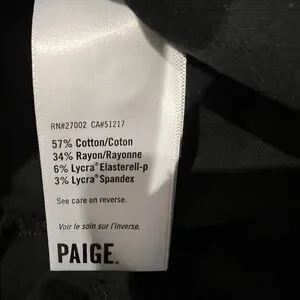 RN#27002 CA#51217
57% Cotton/Coton
34% Rayon/Rayonne
6% Lycra® Elasterell-p
3% Lycra® Spandex
See care on reverse.
Voir le soin sur l'inverse.
PAIGE.